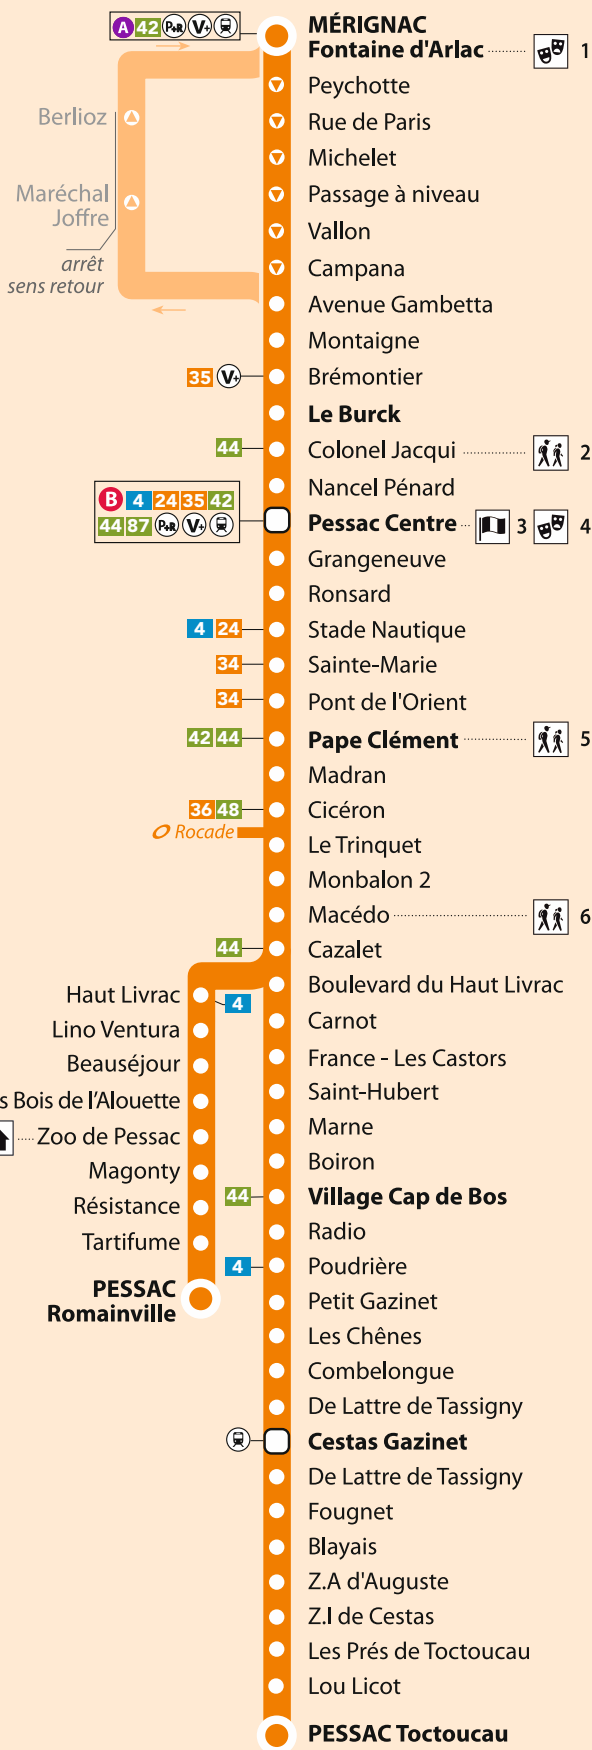 A 42 P+R V+
MÉRIGNAC
Fontaine d'Arlac 1
Peychotte
Berlioz
Rue de Paris
Michelet
Maréchal
Joffre
Passage à niveau
Vallon
arrêt
sens retour
Campana
Avenue Gambetta
Montaigne
35 V+ Brémontier
Le Burck
44 Colonel Jacqui 2
Nancel Pénard
B 4 24 35 42
44 87 P+R V+
Pessac Centre 3 4
Grangeneuve
Ronsard
4 24 Stade Nautique
34 Sainte-Marie
34 Pont de l'Orient
42 44 Pape Clément 5
Madran
36 48 Cicéron
Rocade
Le Trinquet
Monbalon 2
Macédo 6
44 Cazalet
Boulevard du Haut Livrac
Carnot
France - Les Castors
Saint-Hubert
Marne
Boiron
44 Village Cap de Bos
Radio
4 Poudrière
Petit Gazinet
Les Chênes
Combelongue
De Lattre de Tassigny
Cestas Gazinet
De Lattre de Tassigny
Fougnet
Blayais
Z.A d'Auguste
Z.I de Cestas
Les Prés de Toctoucau
Lou Licot
PESSAC Toctoucau
Haut Livrac 4
Lino Ventura
Beauséjour
s Bois de l'Alouette
Zoo de Pessac
Magonty
Résistance
Tartifume
PESSAC
Romainville